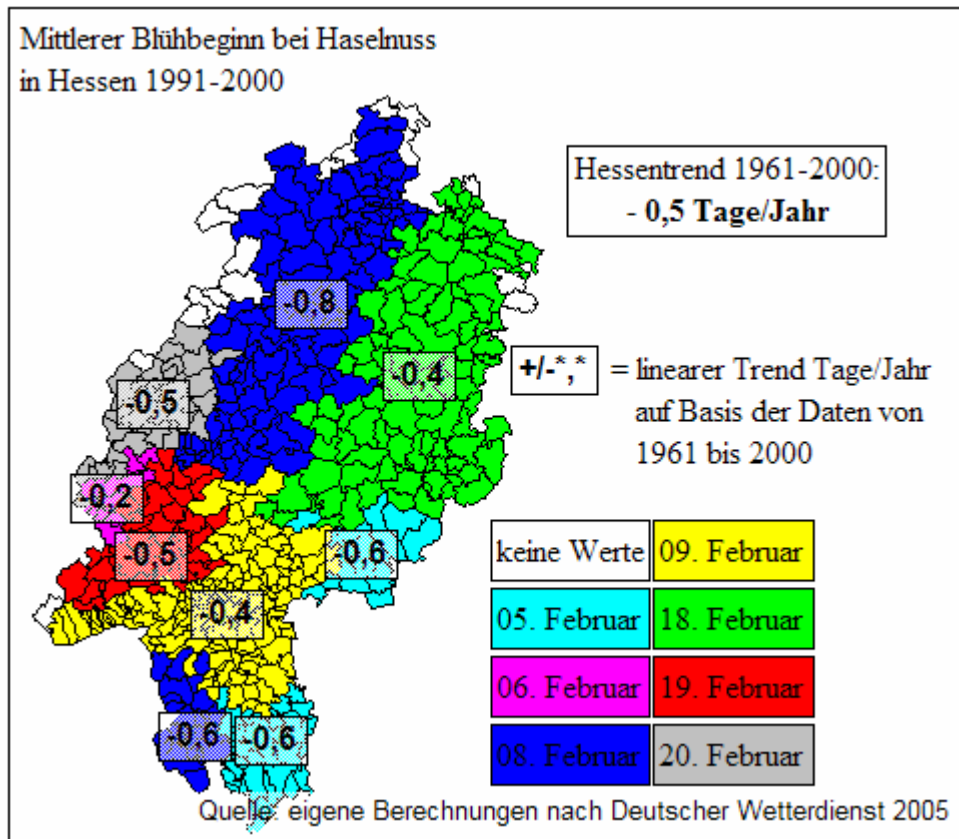 Mittlerer Blühbeginn bei Haselnuss
in Hessen 1991-2000
Hessentrend 1961-2000:
- 0,5 Tage/Jahr
-0,8
-0,4
+/-*,* = linearer Trend Tage/Jahr
auf Basis der Daten von
1961 bis 2000
-0,5
-0,2
-0,5
-0,6
-0,4
-0,6
-0,6
keine Werte
09. Februar
05. Februar
18. Februar
06. Februar
19. Februar
08. Februar
20. Februar
Quelle: eigene Berechnungen nach Deutscher Wetterdienst 2005